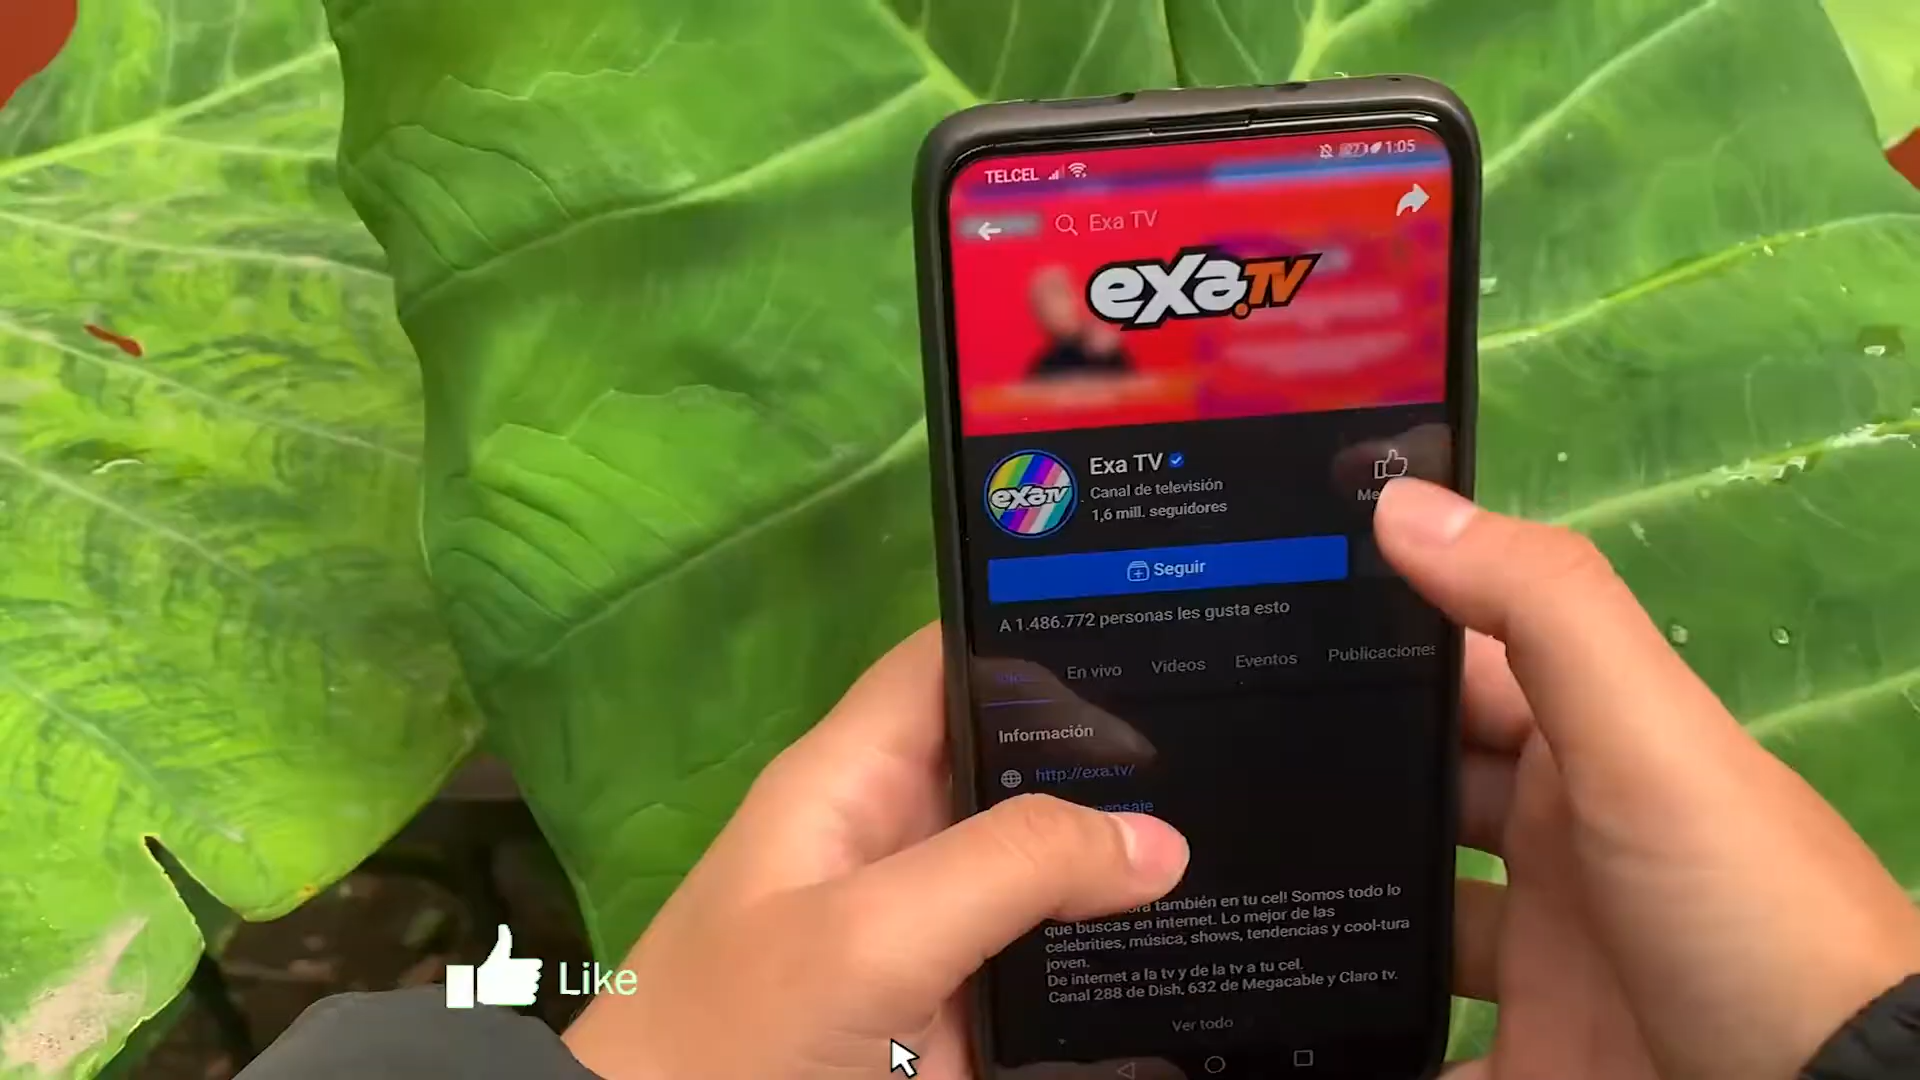 TELCEL
1:05
Exa TV
exa.TV
Exa TV
exaTV
Canal de televisión
1,6 mill. seguidores
Seguir
A 1.486.772 personas les gusta esto
En vivo
Videos
Eventos
Publicaciones
Información
http://exa.tv/
también en tu cel! Somos todo lo
que buscas en internet. Lo mejor de las
celebrities, música, shows, tendencias y cool-tura
joven.
De internet a la tv y de la tv a tu cel.
Canal 288 de Dish, 632 de Megacable y Claro tv.
Ver todo
Like